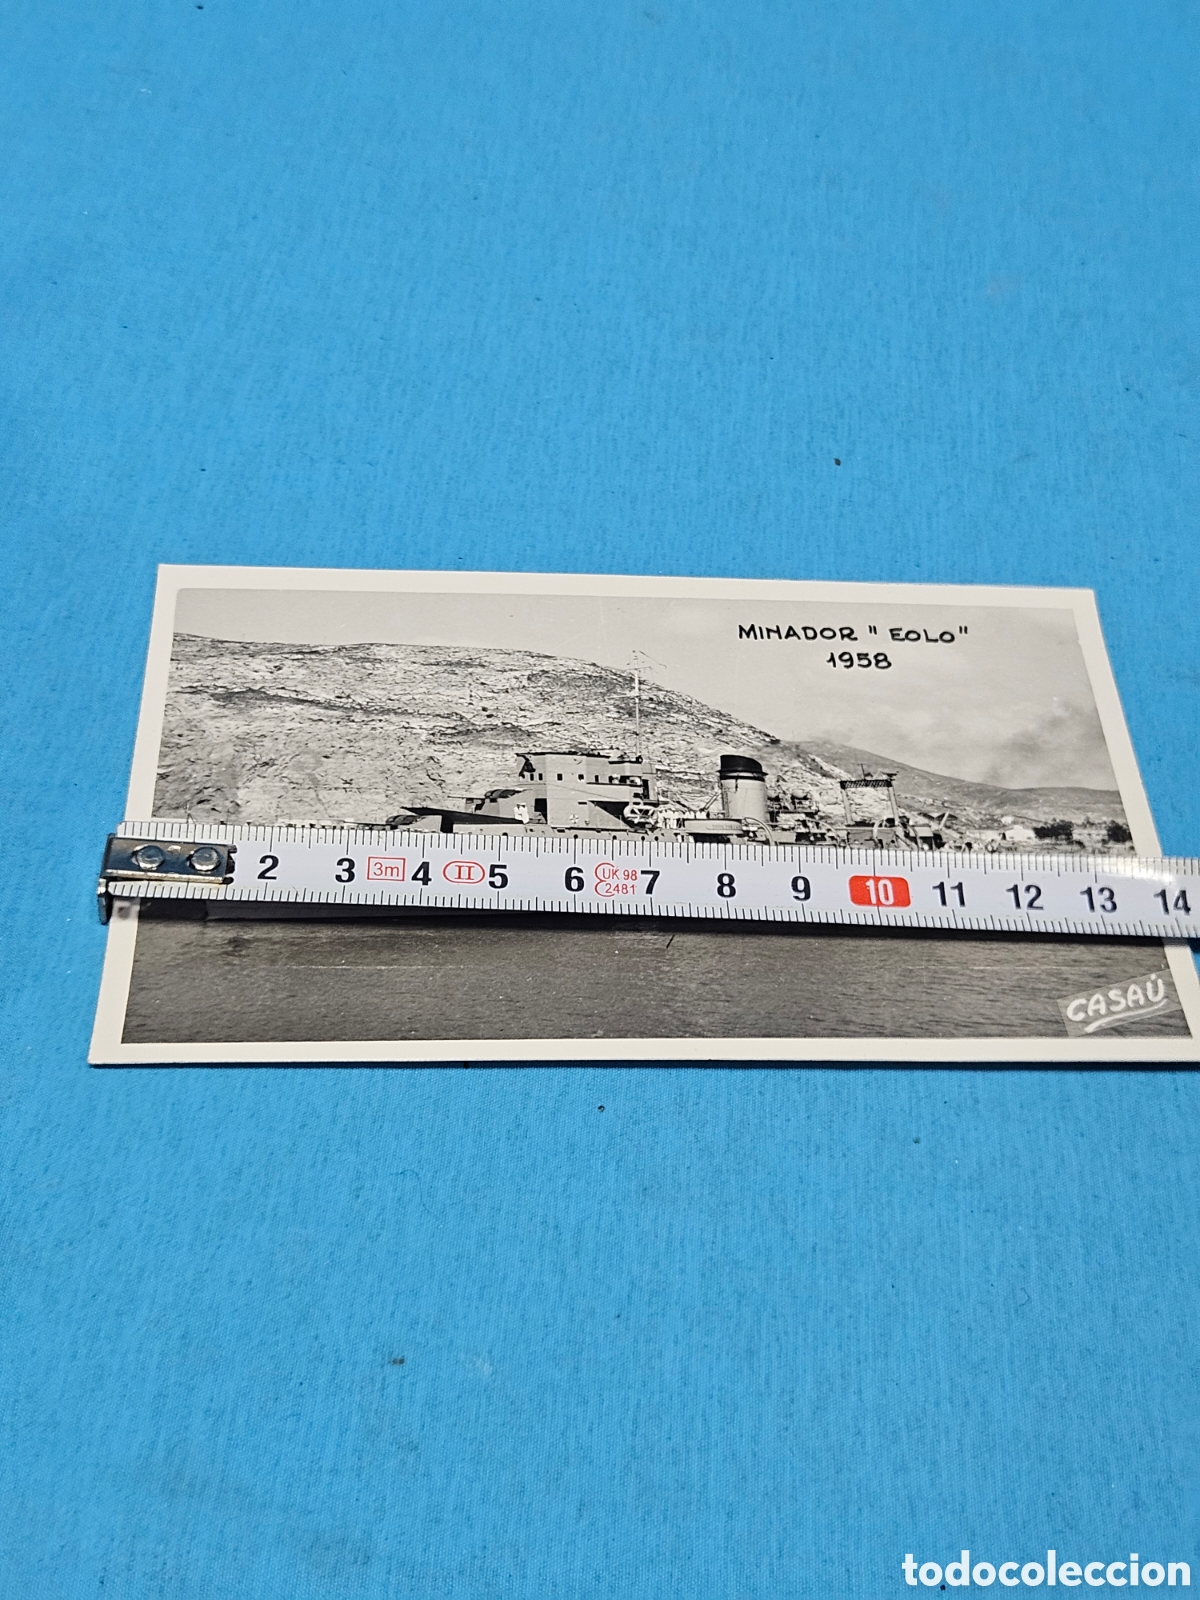 MINADOR " EOLO"
1958
2 3 3m 4 II 5 6 UK 98 7 8 9 10 11 12 13 14
2481
CASAÚ
todocoleccion